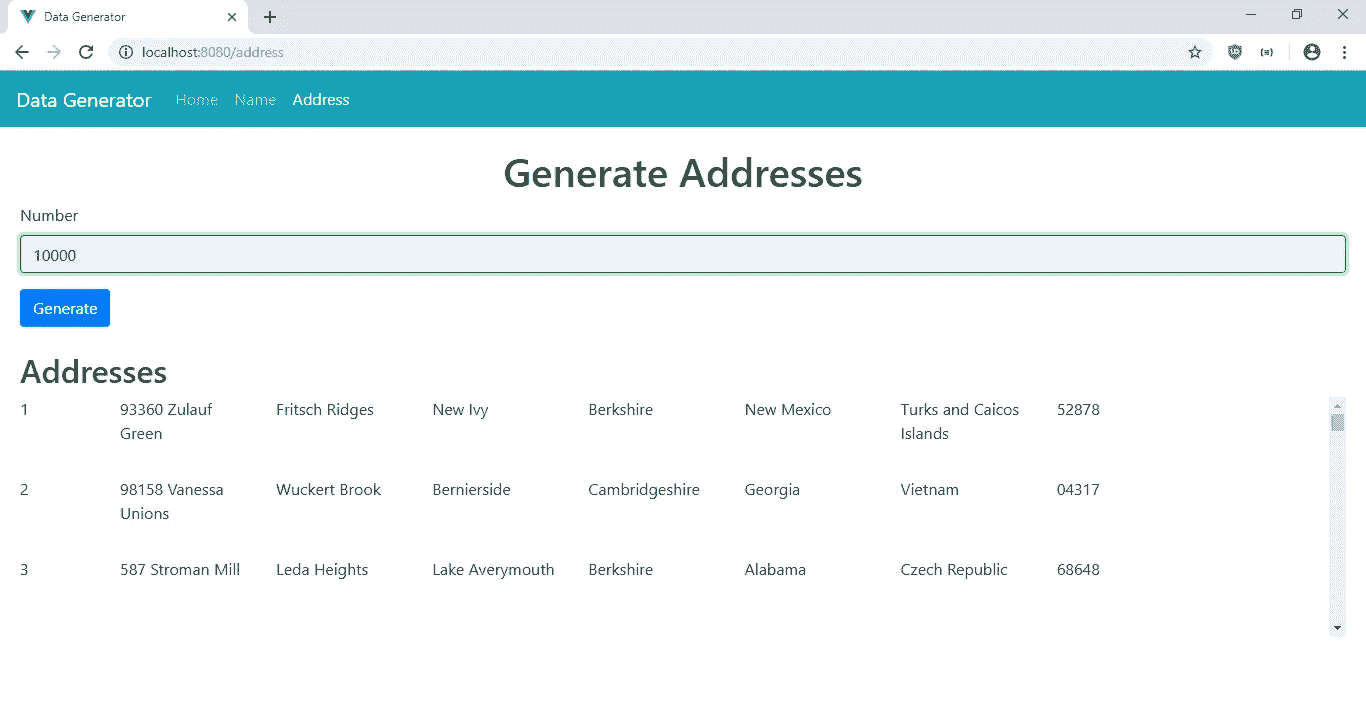 Data Generator
localhost:8080/address
Data Generator Home Name Address
Generate Addresses
Number
10000
Generate
Addresses
1 93360 Zulauf Green Fritsch Ridges New Ivy Berkshire New Mexico Turks and Caicos Islands 52878
2 98158 Vanessa Unions Wuckert Brook Bernierside Cambridgeshire Georgia Vietnam 04317
3 587 Stroman Mill Leda Heights Lake Averymouth Berkshire Alabama Czech Republic 68648